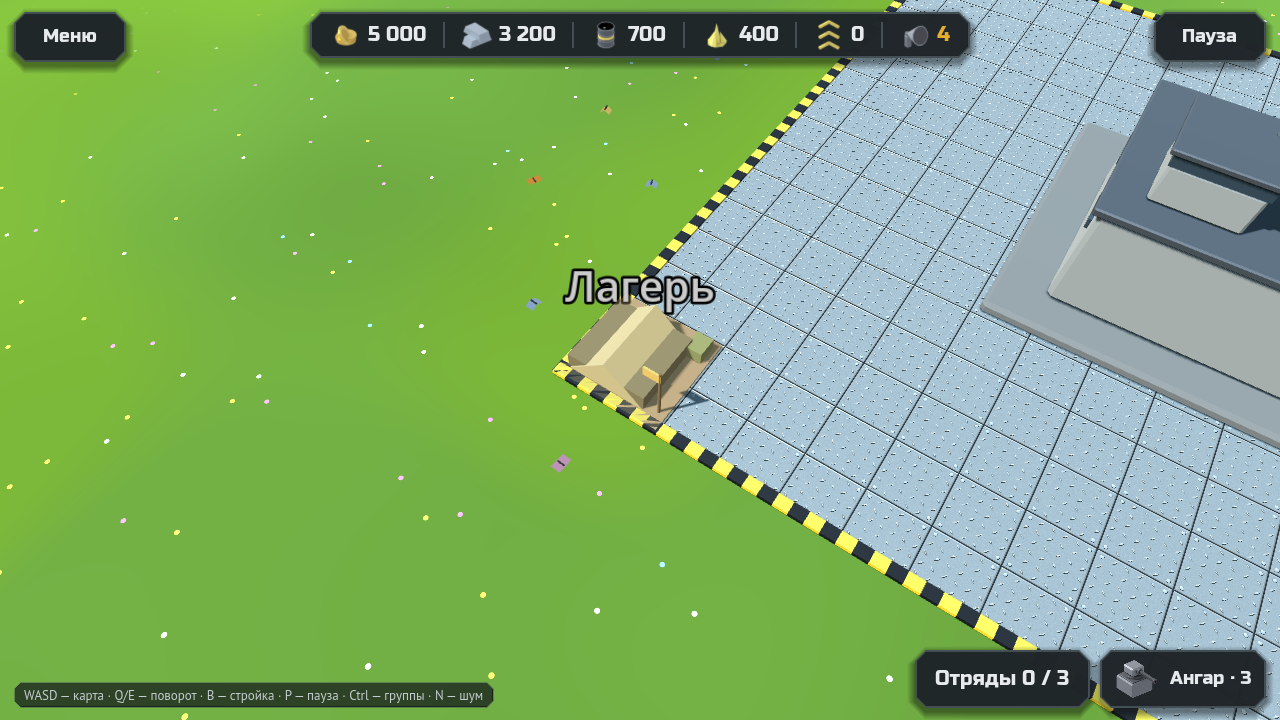 Меню
5 000
3 200
700
400
0
4
Пауза
Лагерь
WASD — карта · Q/E — поворот · B — стройка · P — пауза · Ctrl — группы · N — шум
Отряды 0 / 3
Ангар · 3